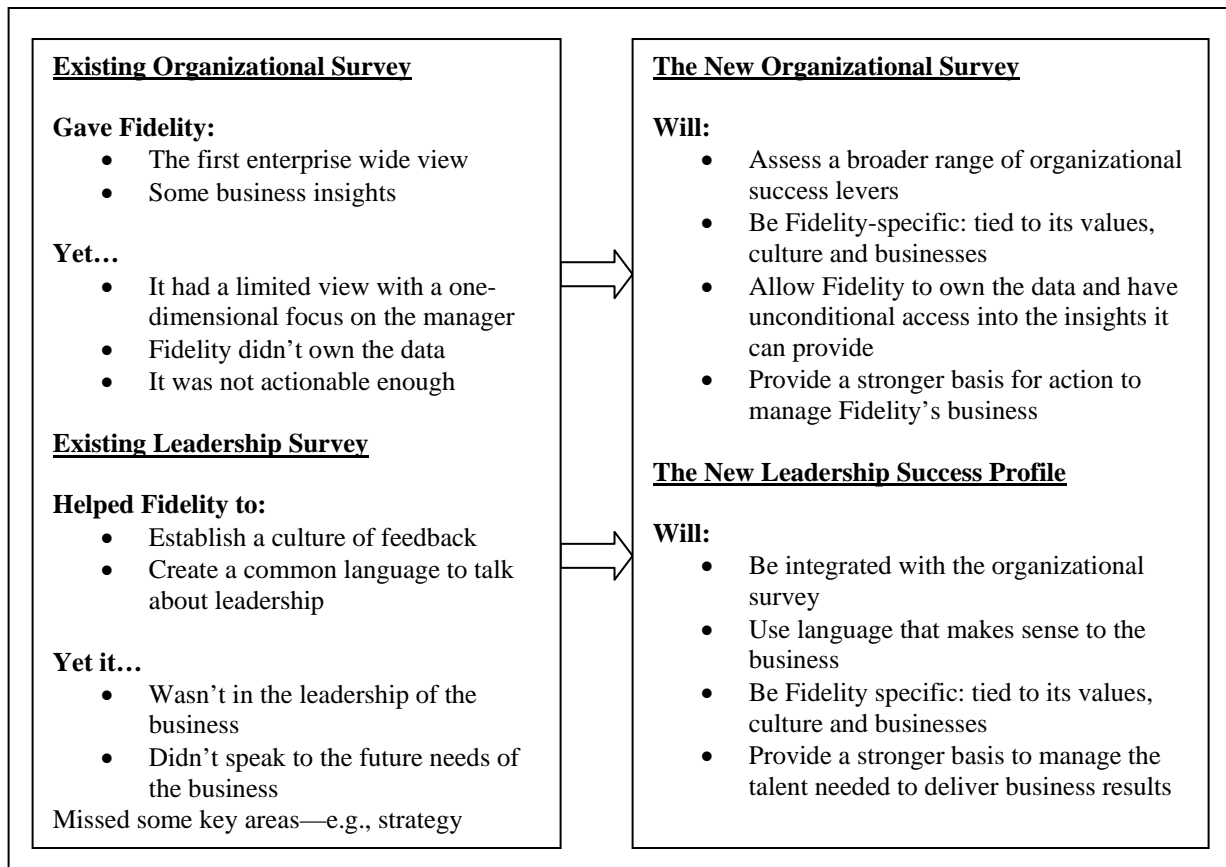 Existing Organizational Survey
Gave Fidelity:
• The first enterprise wide view
• Some business insights
Yet…
• It had a limited view with a one-
dimensional focus on the manager
• Fidelity didn’t own the data
• It was not actionable enough
Existing Leadership Survey
Helped Fidelity to:
• Establish a culture of feedback
• Create a common language to talk
about leadership
Yet it…
• Wasn’t in the leadership of the
business
• Didn’t speak to the future needs of
the business
Missed some key areas—e.g., strategy
The New Organizational Survey
Will:
• Assess a broader range of organizational
success levers
• Be Fidelity-specific: tied to its values,
culture and businesses
• Allow Fidelity to own the data and have
unconditional access into the insights it
can provide
• Provide a stronger basis for action to
manage Fidelity’s business
The New Leadership Success Profile
Will:
• Be integrated with the organizational
survey
• Use language that makes sense to the
business
• Be Fidelity specific: tied to its values,
culture and businesses
• Provide a stronger basis to manage the
talent needed to deliver business results